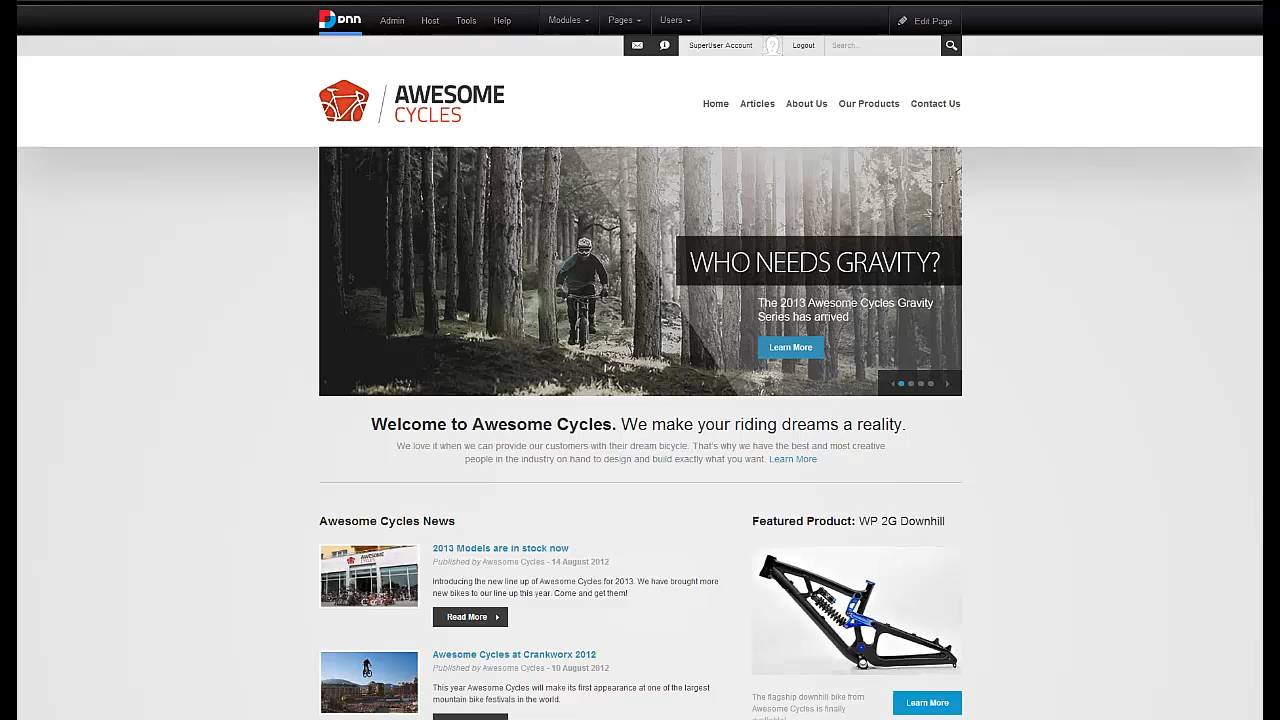 DNN Admin Host Tools Help Modules Pages Users Edit Page
SuperUser Account Logout Search...
AWESOME
CYCLES
Home Articles About Us Our Products Contact Us
WHO NEEDS GRAVITY?
The 2013 Awesome Cycles Gravity
Series has arrived
Learn More
Welcome to Awesome Cycles. We make your riding dreams a reality.
We love it when we can provide our customers with their dream bicycle. That's why we have the best and most creative
people in the industry on hand to design and build exactly what you want. Learn More
Awesome Cycles News
2013 Models are in stock now
Published by Awesome Cycles - 14 August 2012
Introducing the new line up of Awesome Cycles for 2013. We have brought more
new bikes to our line up this year. Come and get them!
Read More
Awesome Cycles at Crankworx 2012
Published by Awesome Cycles - 10 August 2012
This year Awesome Cycles will make its first appearance at one of the largest
mountain bike festivals in the world.
Featured Product: WP 2G Downhill
The flagship downhill bike from
Awesome Cycles is finally
Learn More